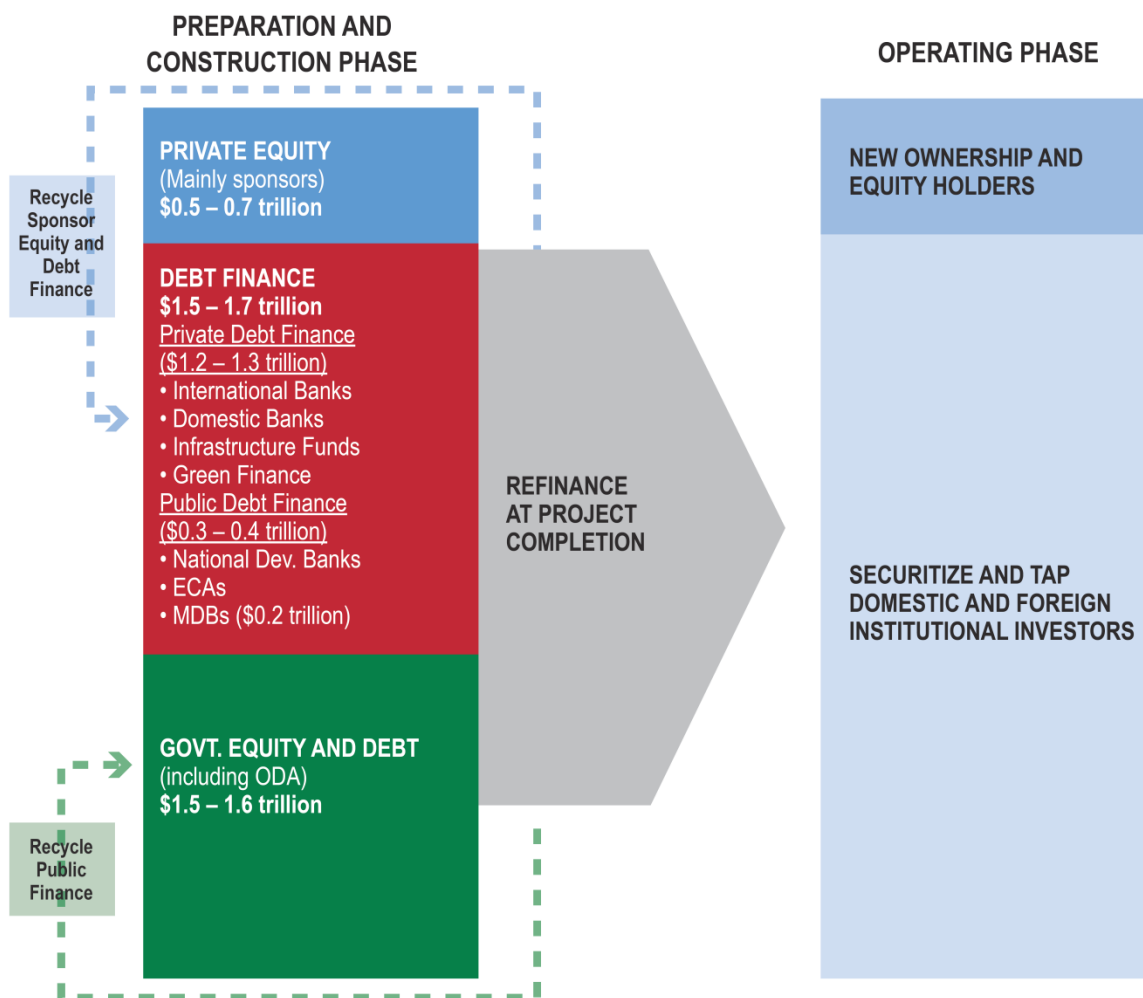 PREPARATION AND
CONSTRUCTION PHASE
OPERATING PHASE
Recycle
Sponsor
Equity and
Debt
Finance
PRIVATE EQUITY
(Mainly sponsors)
$0.5 – 0.7 trillion
DEBT FINANCE
$1.5 – 1.7 trillion
Private Debt Finance
($1.2 – 1.3 trillion)
• International Banks
• Domestic Banks
• Infrastructure Funds
• Green Finance
Public Debt Finance
($0.3 – 0.4 trillion)
• National Dev. Banks
• ECAs
• MDBs ($0.2 trillion)
GOVT. EQUITY AND DEBT
(including ODA)
$1.5 – 1.6 trillion
Recycle
Public
Finance
REFINANCE
AT PROJECT
COMPLETION
NEW OWNERSHIP AND
EQUITY HOLDERS
SECURITIZE AND TAP
DOMESTIC AND FOREIGN
INSTITUTIONAL INVESTORS